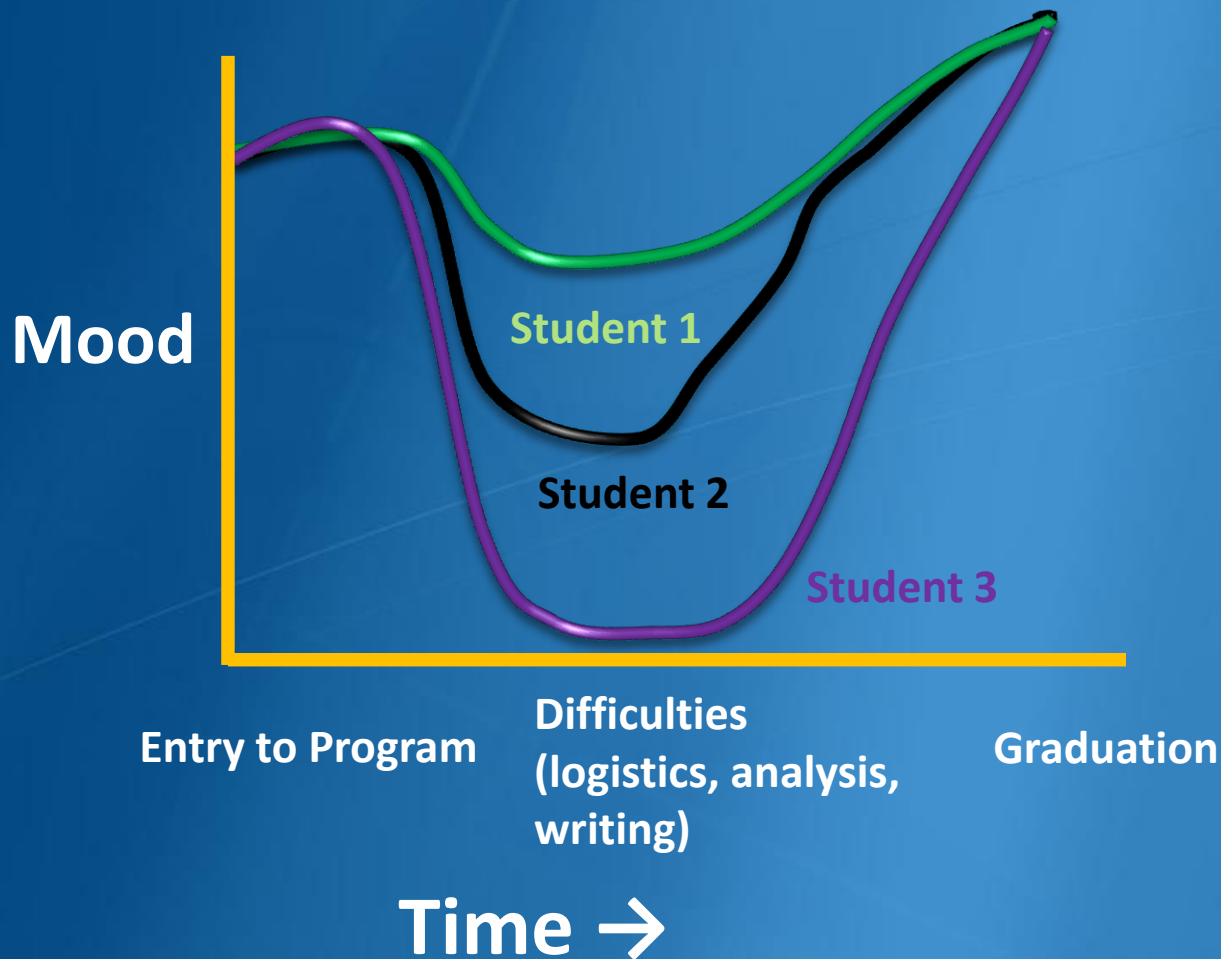 Mood
Student 1
Student 2
Student 3
Entry to Program
Difficulties
(logistics, analysis,
writing)
Graduation
Time →